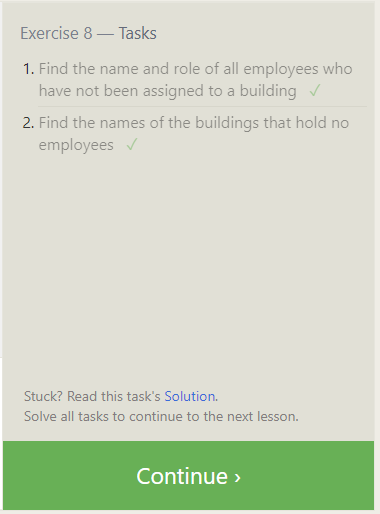 Exercise 8 — Tasks
1. Find the name and role of all employees who
have not been assigned to a building ✓
2. Find the names of the buildings that hold no
employees ✓
Stuck? Read this task's Solution.
Solve all tasks to continue to the next lesson.
Continue ›